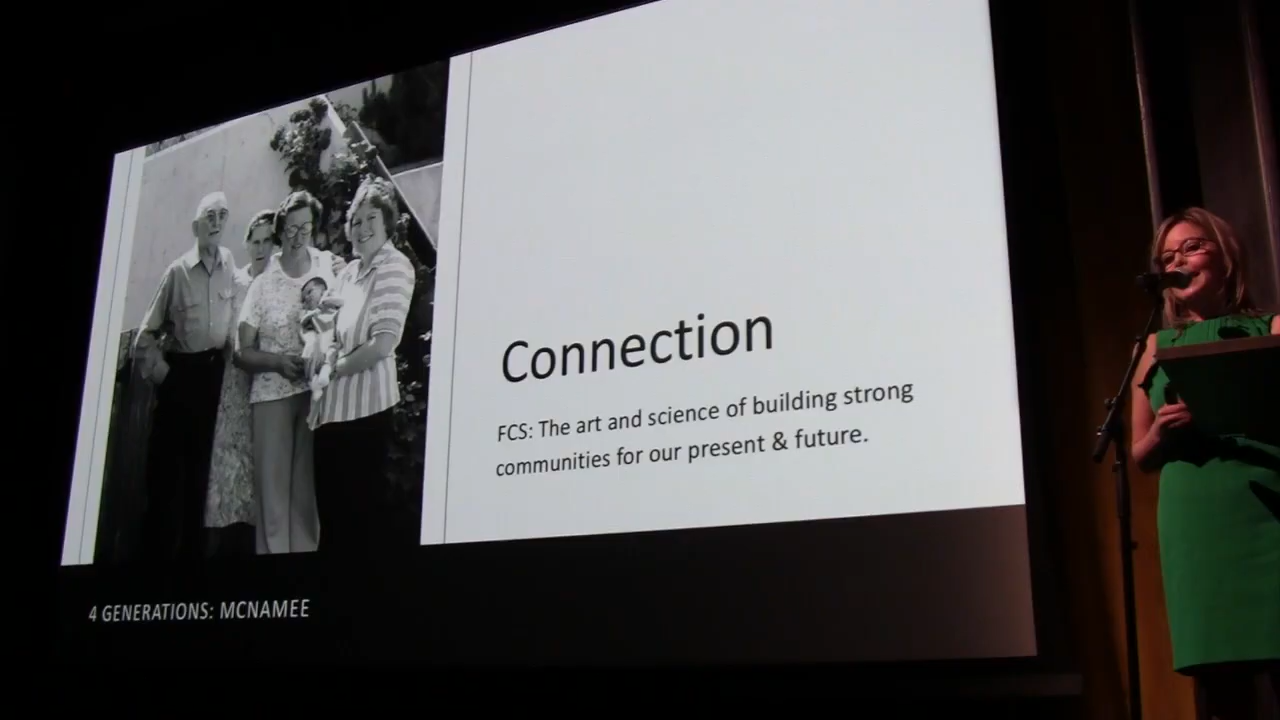 Connection
FCS: The art and science of building strong
communities for our present & future.
4 GENERATIONS: MCNAMEE